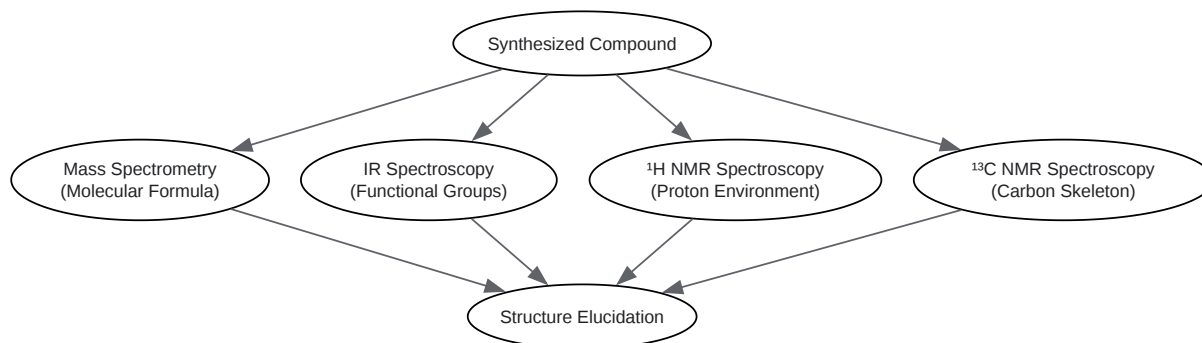 Synthesized Compound
Mass Spectrometry
(Molecular Formula)
IR Spectroscopy
(Functional Groups)
¹H NMR Spectroscopy
(Proton Environment)
¹³C NMR Spectroscopy
(Carbon Skeleton)
Structure Elucidation